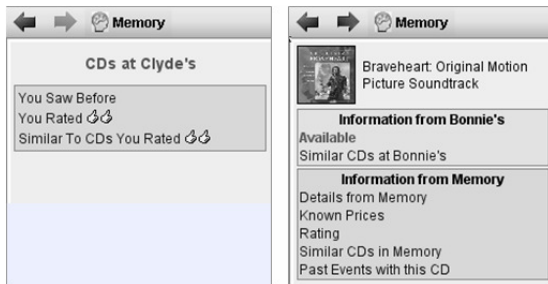 Memory
CDs at Clyde's
You Saw Before
You Rated
Similar To CDs You Rated
Memory
Braveheart: Original Motion
Picture Soundtrack
Information from Bonnie's
Available
Similar CDs at Bonnie's
Information from Memory
Details from Memory
Known Prices
Rating
Similar CDs in Memory
Past Events with this CD